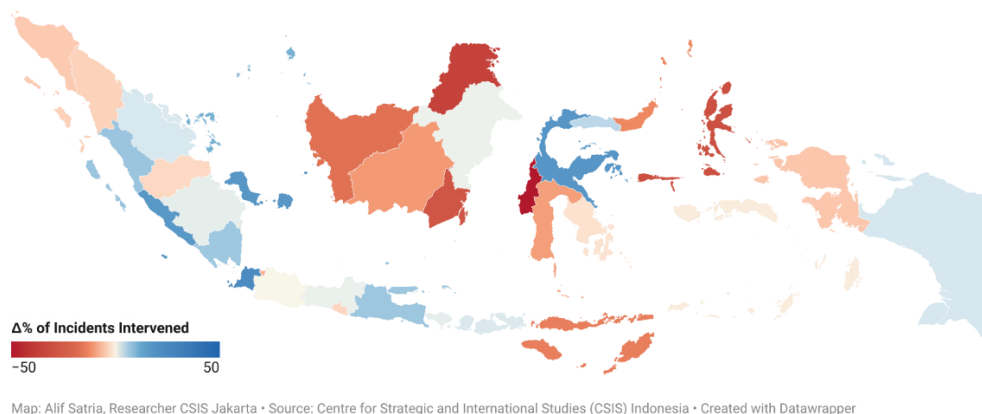 Δ% of Incidents Intervened
−50 50
Map: Alif Satria, Researcher CSIS Jakarta • Source: Centre for Strategic and International Studies (CSIS) Indonesia • Created with Datawrapper